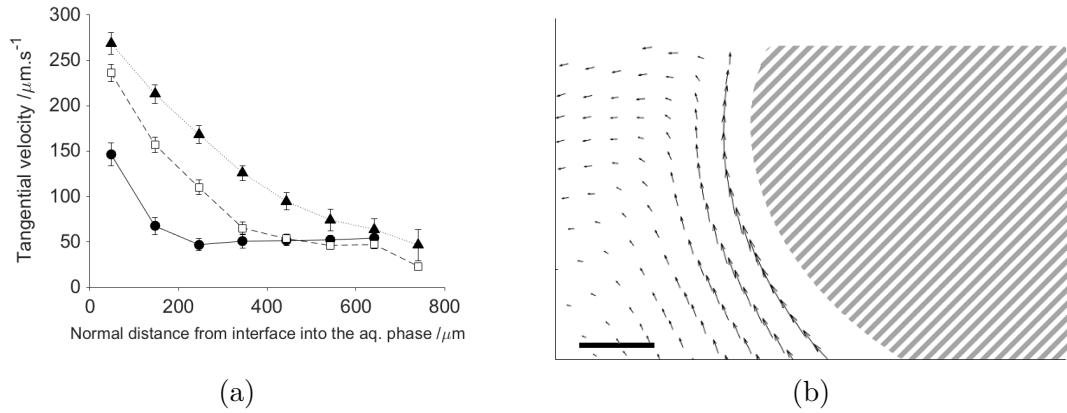 300
250
200
150
100
50
0
Tangential velocity /μm.s⁻¹
0 200 400 600 800
Normal distance from interface into the aq. phase /μm
(a)
(b)